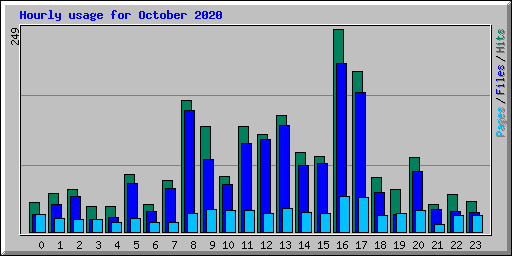 Hourly usage for October 2020
249
Pages/Files/Hits
0 1 2 3 4 5 6 7 8 9 10 11 12 13 14 15 16 17 18 19 20 21 22 23